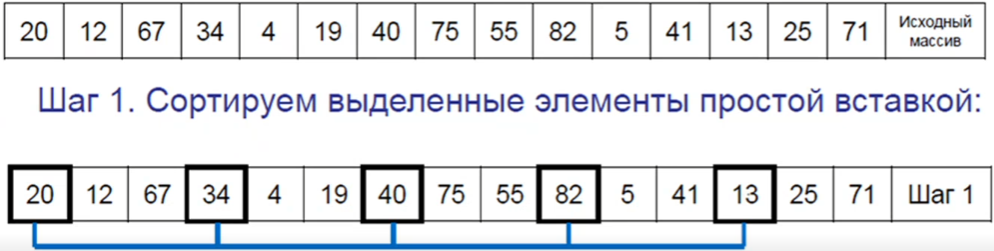 20 12 67 34 4 19 40 75 55 82 5 41 13 25 71 Исходный массив
Шаг 1. Сортируем выделенные элементы простой вставкой:
20 12 67 34 4 19 40 75 55 82 5 41 13 25 71 Шаг 1